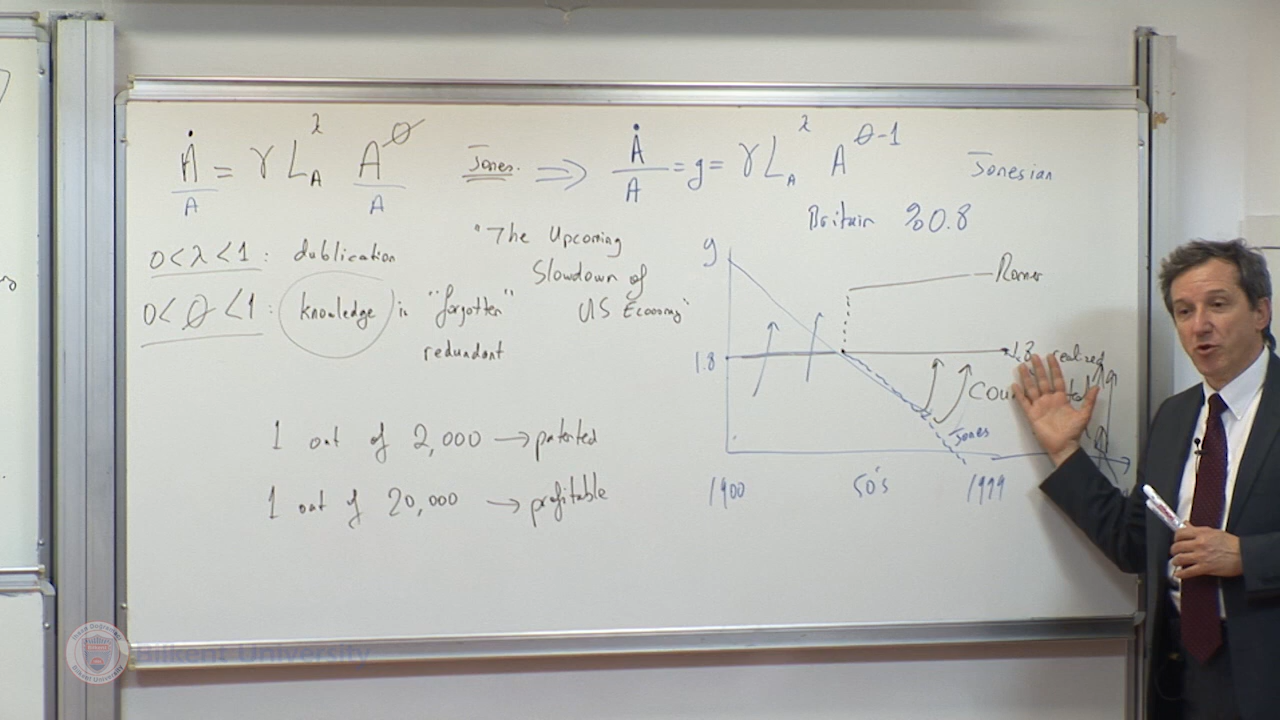 Ȧ/A = γ L_A^λ A^∅/A Jones. ⟹ Ȧ/A = g = γ L_A^λ A^∅-1 Jonesian
Britain %0.8
0<λ<1 : dublication
0<∅<1 : knowledge is "forgotten"
redundant
"The Upcoming
Slowdown of
US Economy"
1 out of 2,000 → patented
1 out of 20,000 → profitable
g
Romer
1.8
1.8 realized
Jones
1900 50's 1999
Bilkent University